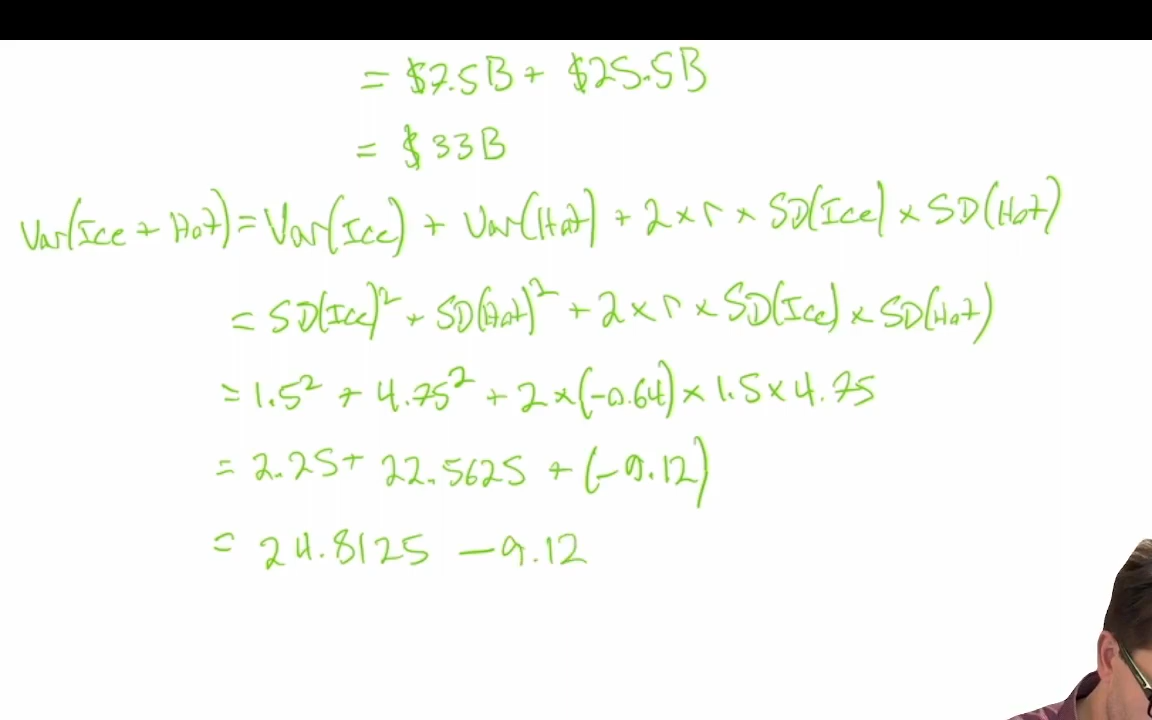 = $7.5B + $25.5B
= $33B
Var(Ice + Hot) = Var(Ice) + Var(Hot) + 2 × r × SD(Ice) × SD(Hot)
= SD(Ice)² + SD(Hot)² + 2 × r × SD(Ice) × SD(Hot)
= 1.5² + 4.75² + 2 × (-0.64) × 1.5 × 4.75
= 2.25 + 22.5625 + (-9.12)
= 24.8125 - 9.12